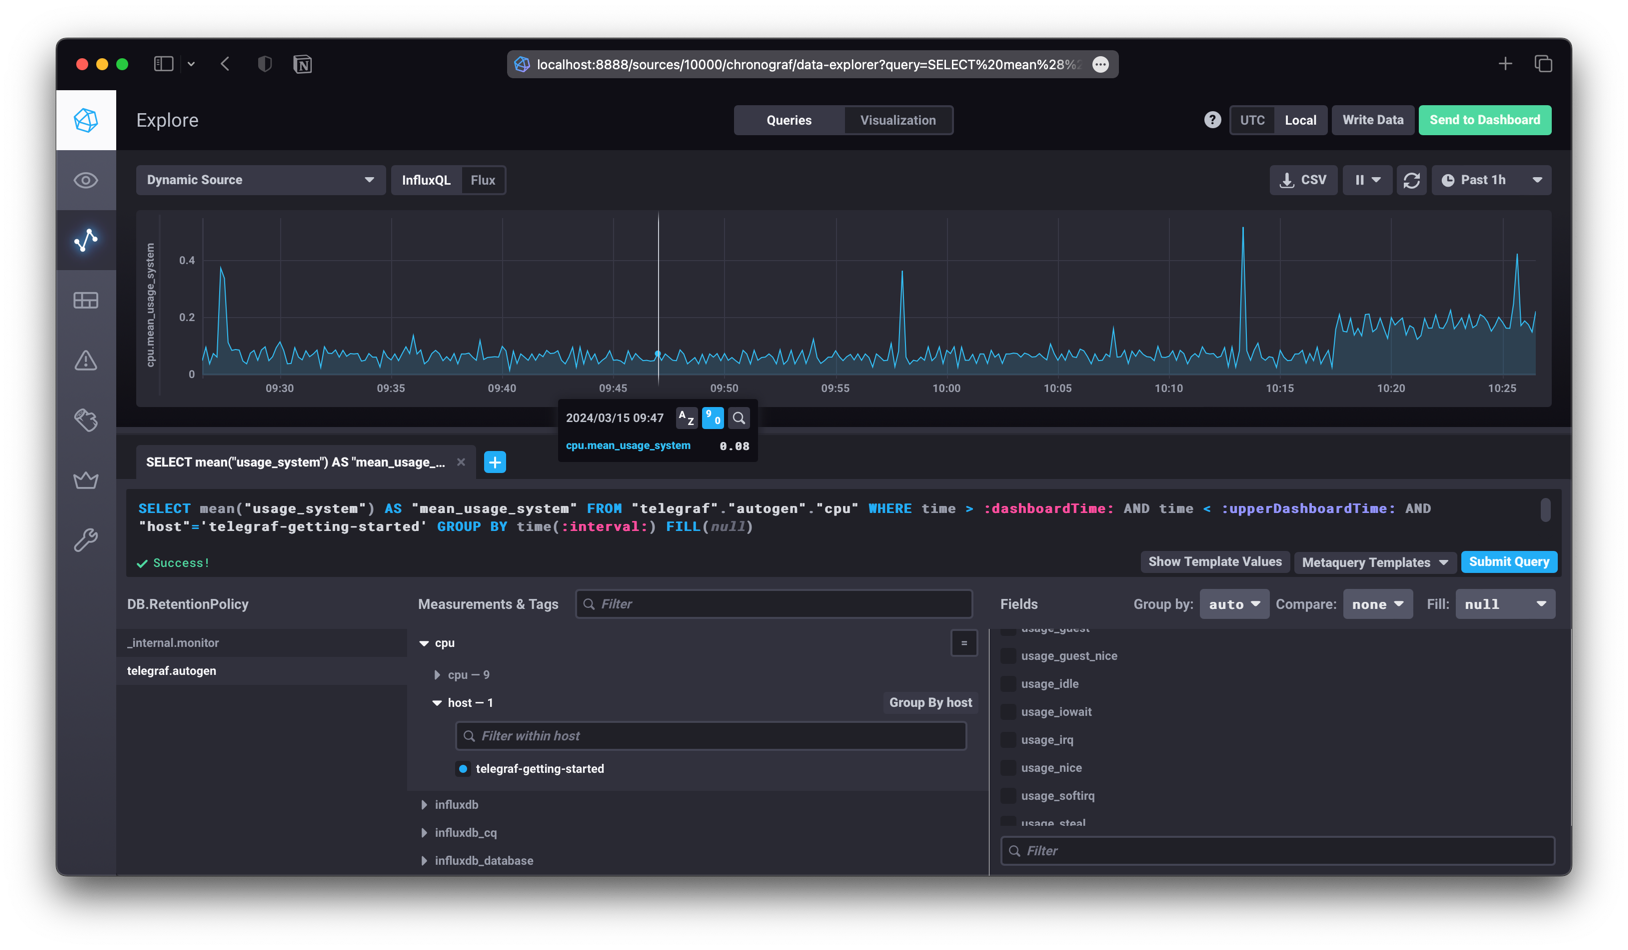 localhost:8888/sources/10000/chronograf/data-explorer?query=SELECT%20mean%28%2
Explore
Queries
Visualization
?
UTC
Local
Write Data
Send to Dashboard
Dynamic Source
InfluxQL
Flux
CSV
Past 1h
cpu.mean_usage_system
0.4
0.2
0
09:30
09:35
09:40
09:45
09:50
09:55
10:00
10:05
10:10
10:15
10:20
10:25
2024/03/15 09:47
A Z
9 0
cpu.mean_usage_system 0.08
SELECT mean("usage_system") AS "mean_usage_...
SELECT mean("usage_system") AS "mean_usage_system" FROM "telegraf"."autogen"."cpu" WHERE time > :dashboardTime: AND time < :upperDashboardTime: AND
"host"='telegraf-getting-started' GROUP BY time(:interval:) FILL(null)
Success!
Show Template Values
Metaquery Templates
Submit Query
DB.RetentionPolicy
_internal.monitor
telegraf.autogen
Measurements & Tags
Filter
cpu
=
cpu — 9
host — 1
Group By host
Filter within host
telegraf-getting-started
influxdb
influxdb_cq
influxdb_database
Fields
Group by: auto
Compare: none
Fill: null
usage_guest
usage_guest_nice
usage_idle
usage_iowait
usage_irq
usage_nice
usage_softirq
usage_steal
Filter